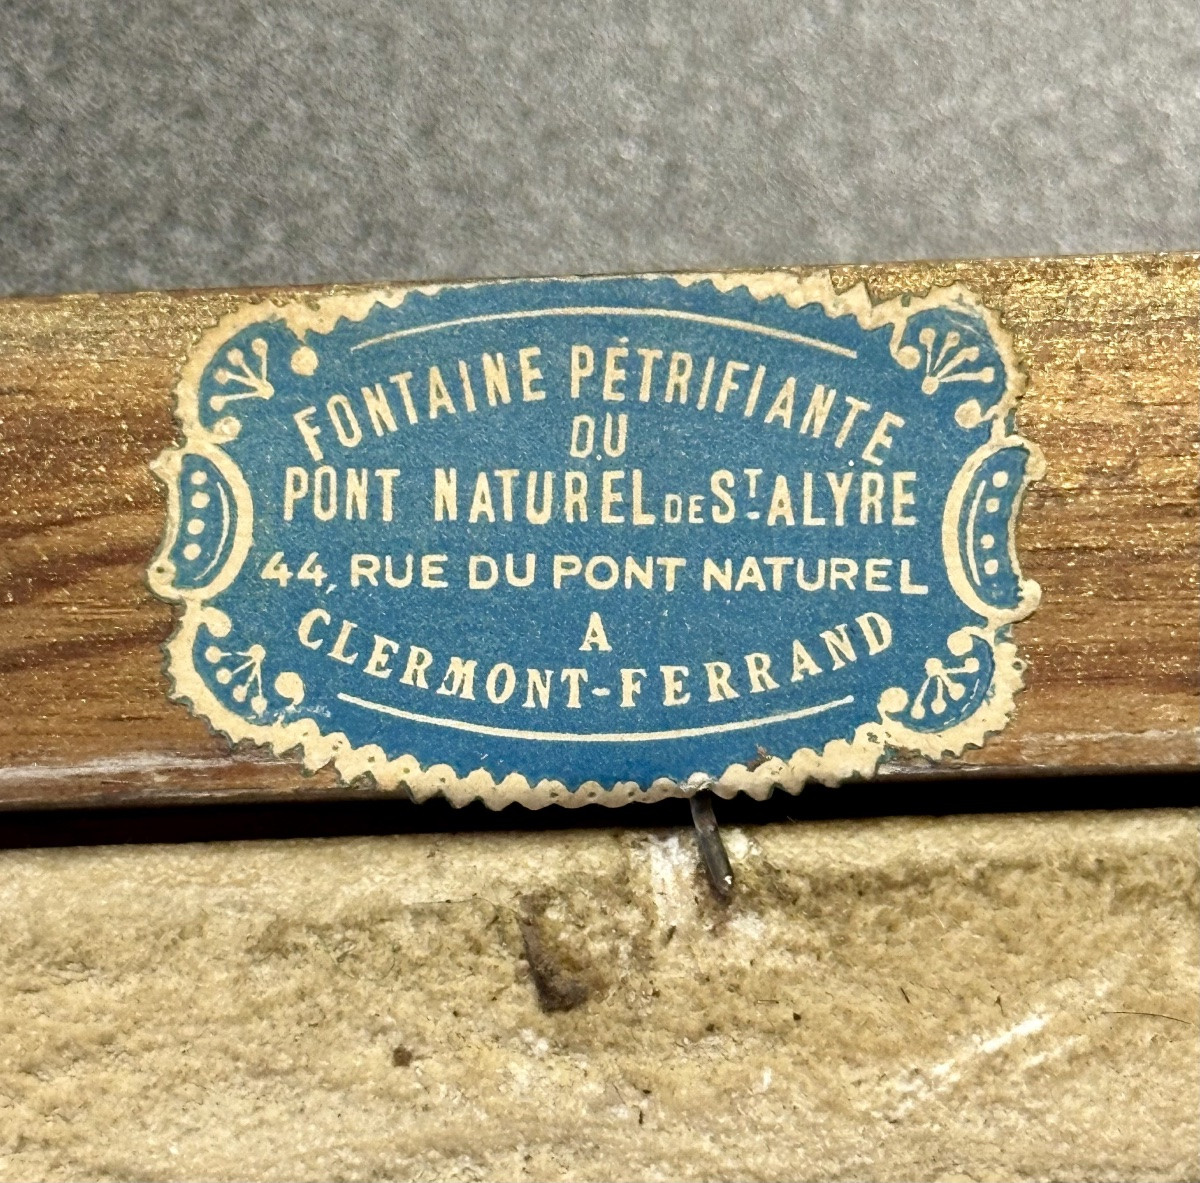 FONTAINE PÉTRIFIANTE
DU
PONT NATUREL DE ST ALYRE
44, RUE DU PONT NATUREL
A
CLERMONT-FERRAND